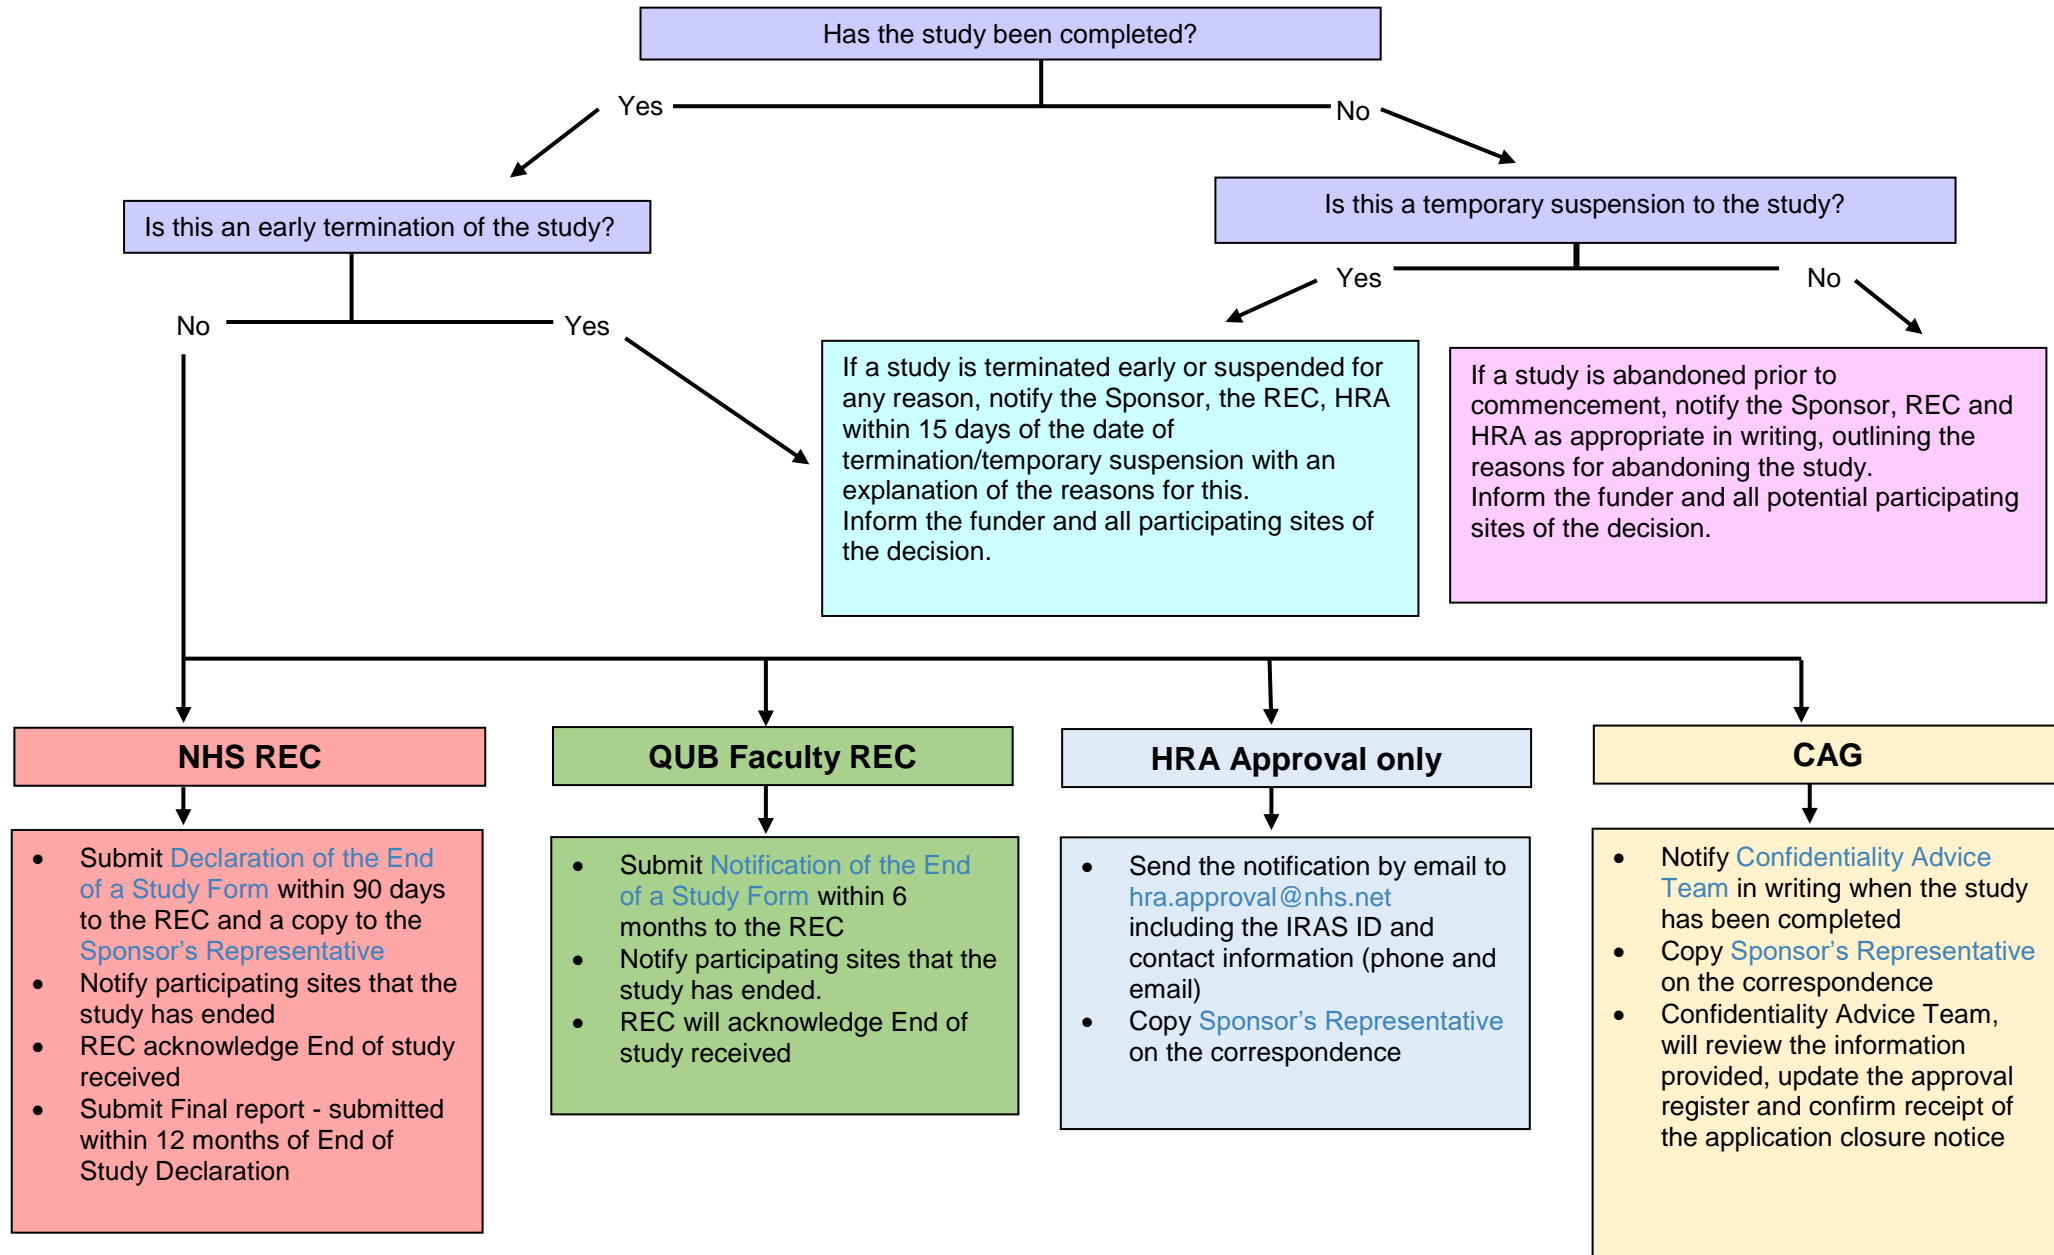 Has the study been completed?
Yes
No
Is this an early termination of the study?
Is this a temporary suspension to the study?
Yes
No
No
Yes
If a study is terminated early or suspended for
any reason, notify the Sponsor, the REC, HRA
within 15 days of the date of
termination/temporary suspension with an
explanation of the reasons for this.
Inform the funder and all participating sites of
the decision.
If a study is abandoned prior to
commencement, notify the Sponsor, REC and
HRA as appropriate in writing, outlining the
reasons for abandoning the study.
Inform the funder and all potential participating
sites of the decision.
NHS REC
• Submit Declaration of the End
of a Study Form within 90 days
to the REC and a copy to the
Sponsor’s Representative
• Notify participating sites that the
study has ended
• REC acknowledge End of study
received
• Submit Final report - submitted
within 12 months of End of
Study Declaration
QUB Faculty REC
• Submit Notification of the End
of a Study Form within 6
months to the REC
• Notify participating sites that the
study has ended.
• REC will acknowledge End of
study received
HRA Approval only
• Send the notification by email to
hra.approval@nhs.net
including the IRAS ID and
contact information (phone and
email)
• Copy Sponsor’s Representative
on the correspondence
CAG
• Notify Confidentiality Advice
Team in writing when the study
has been completed
• Copy Sponsor’s Representative
on the correspondence
• Confidentiality Advice Team,
will review the information
provided, update the approval
register and confirm receipt of
the application closure notice